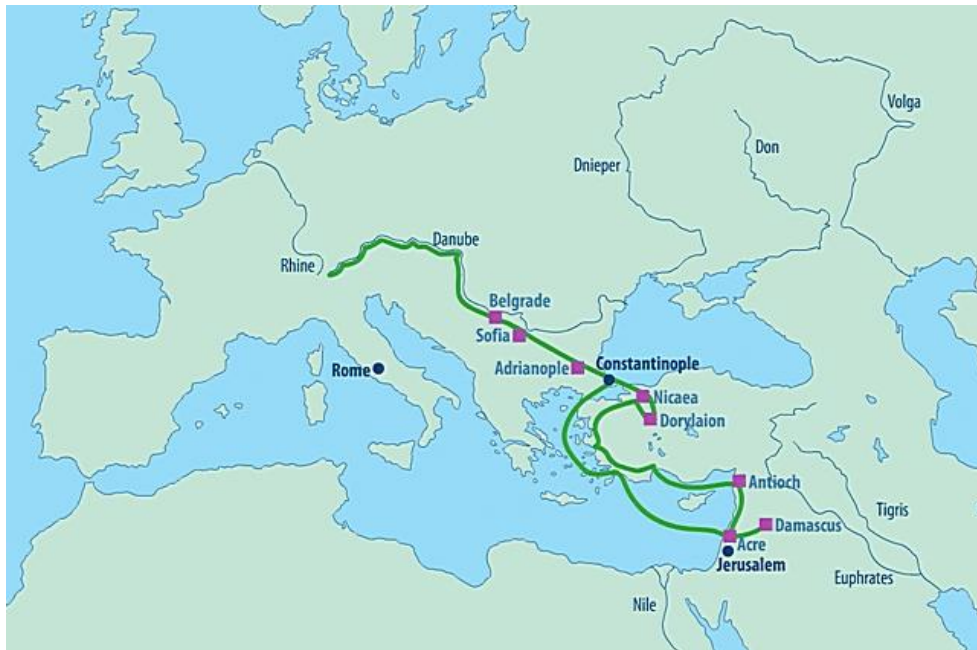 Volga
Don
Dnieper
Danube
Rhine
Belgrade
Sofia
Adrianople
Constantinople
Rome
Nicaea
Dorylaion
Antioch
Tigris
Damascus
Acre
Jerusalem
Euphrates
Nile